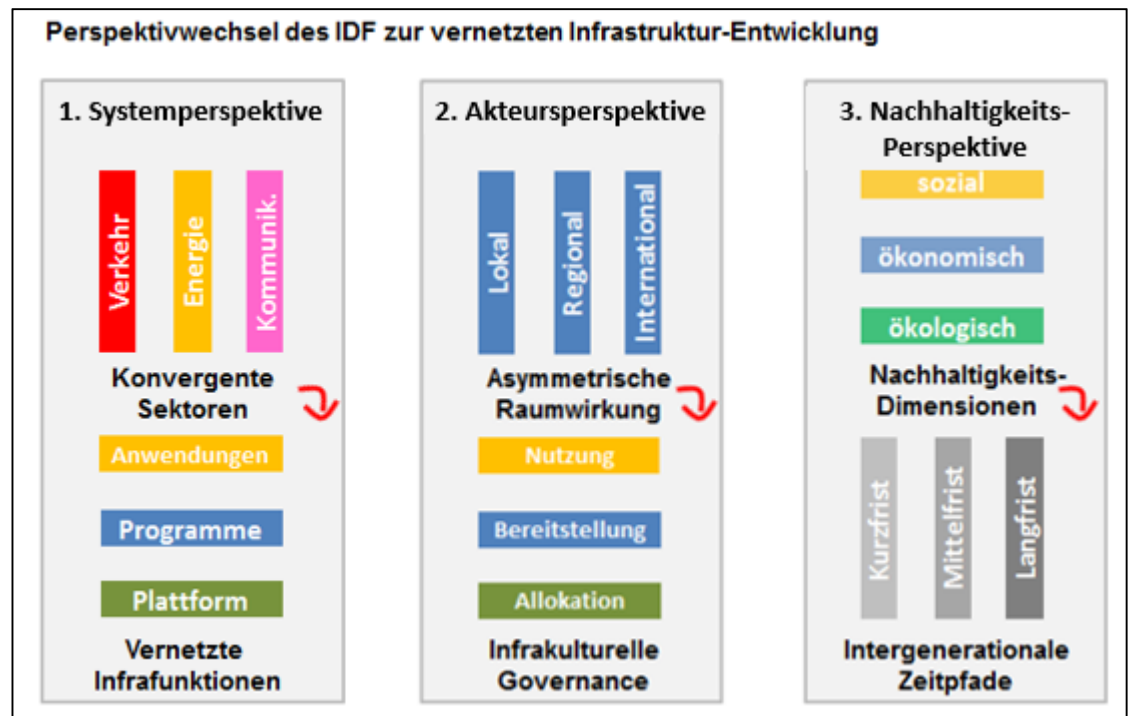 Perspektivwechsel des IDF zur vernetzten Infrastruktur-Entwicklung
1. Systemperspektive
Verkehr
Energie
Kommunik.
Konvergente
Sektoren
Anwendungen
Programme
Plattform
Vernetzte
Infrafunktionen
2. Akteursperspektive
Lokal
Regional
International
Asymmetrische
Raumwirkung
Nutzung
Bereitstellung
Allokation
Infrakulturelle
Governance
3. Nachhaltigkeits-
Perspektive
sozial
ökonomisch
ökologisch
Nachhaltigkeits-
Dimensionen
Kurzfrist
Mittelfrist
Langfrist
Intergenerationale
Zeitpfade